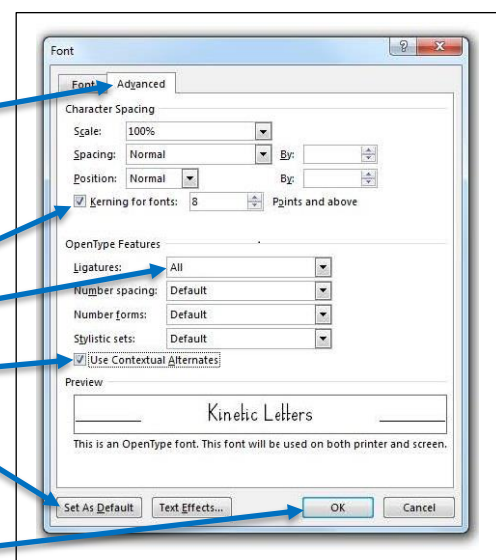 Font
Font Advanced
Character Spacing
Scale: 100%
Spacing: Normal By:
Position: Normal By:
Kerning for fonts: 8 Points and above
OpenType Features
Ligatures: All
Number spacing: Default
Number forms: Default
Stylistic sets: Default
Use Contextual Alternates
Preview
Kinetic Letters
This is an OpenType font. This font will be used on both printer and screen.
Set As Default Text Effects... OK Cancel